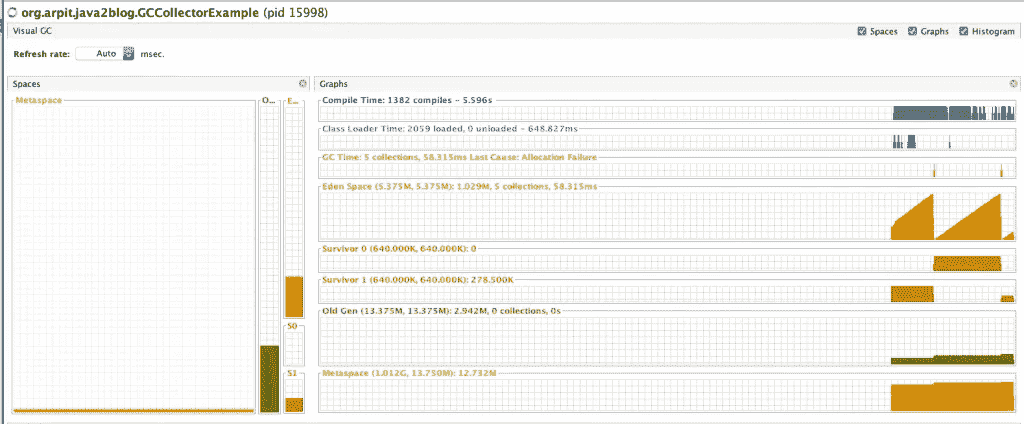 org.arpit.java2blog.GCCollectorExample (pid 15998)
Visual GC
Spaces Graphs Histogram
Refresh rate: Auto msec.
Spaces
Metaspace
O...
E...
S0
S1
Graphs
Compile Time: 1382 compiles - 5.596s
Class Loader Time: 2059 loaded, 0 unloaded - 648.827ms
GC Time: 5 collections, 58.315ms Last Cause: Allocation Failure
Eden Space (5.375M, 5.375M): 1.029M, 5 collections, 58.315ms
Survivor 0 (640.000K, 640.000K): 0
Survivor 1 (640.000K, 640.000K): 278.500K
Old Gen (13.375M, 13.375M): 2.942M, 0 collections, 0s
Metaspace (1.012G, 13.750M): 12.732M